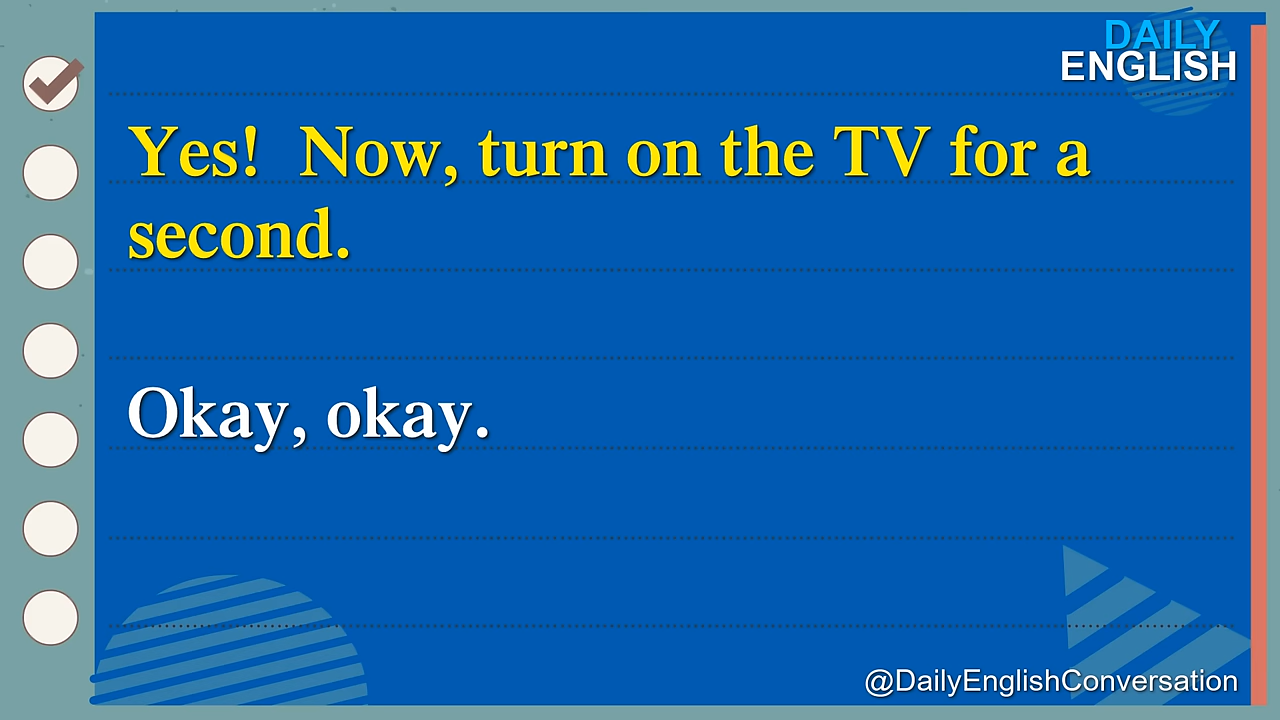 DAILY
ENGLISH
Yes!  Now, turn on the TV for a
second.
Okay, okay.
@DailyEnglishConversation